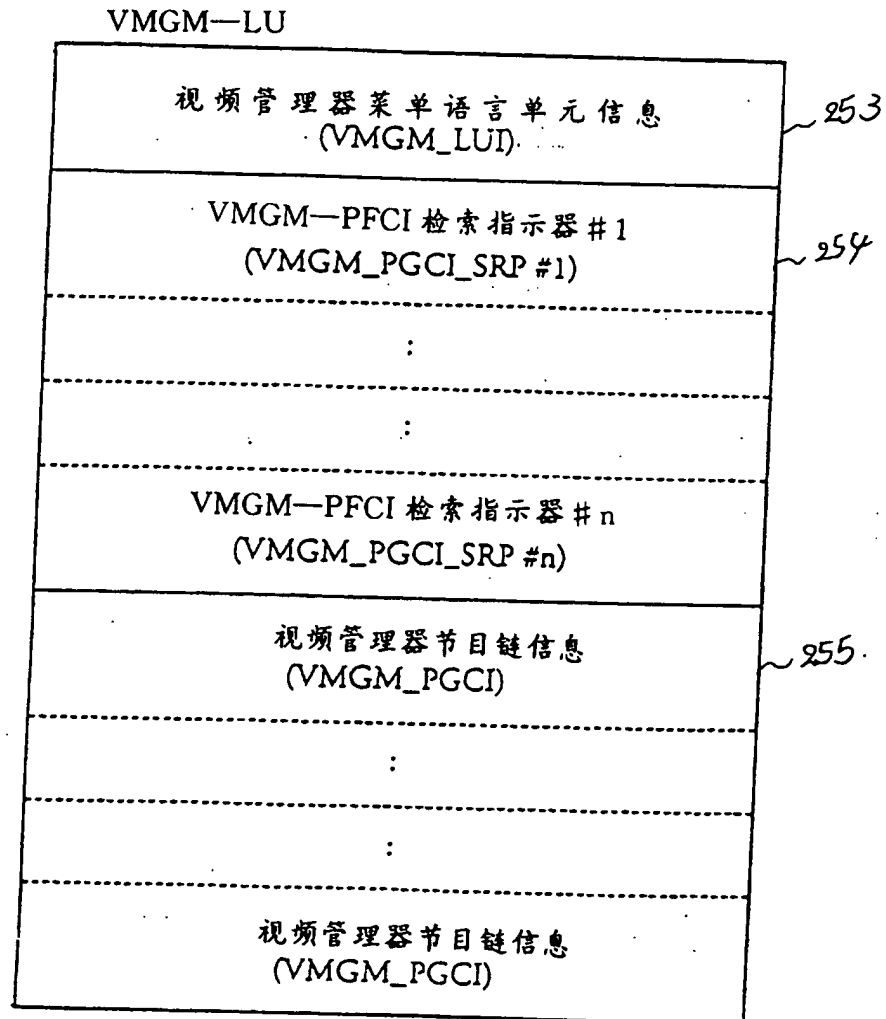 VMGM—LU
视频管理器菜单语言单元信息
(VMGM_LUI)
253
VMGM—PFCI 检索指示器 #1
(VMGM_PGCI_SRP #1)
254
:
:
VMGM—PFCI 检索指示器 #n
(VMGM_PGCI_SRP #n)
视频管理器节目链信息
(VMGM_PGCI)
255
:
:
视频管理器节目链信息
(VMGM_PGCI)